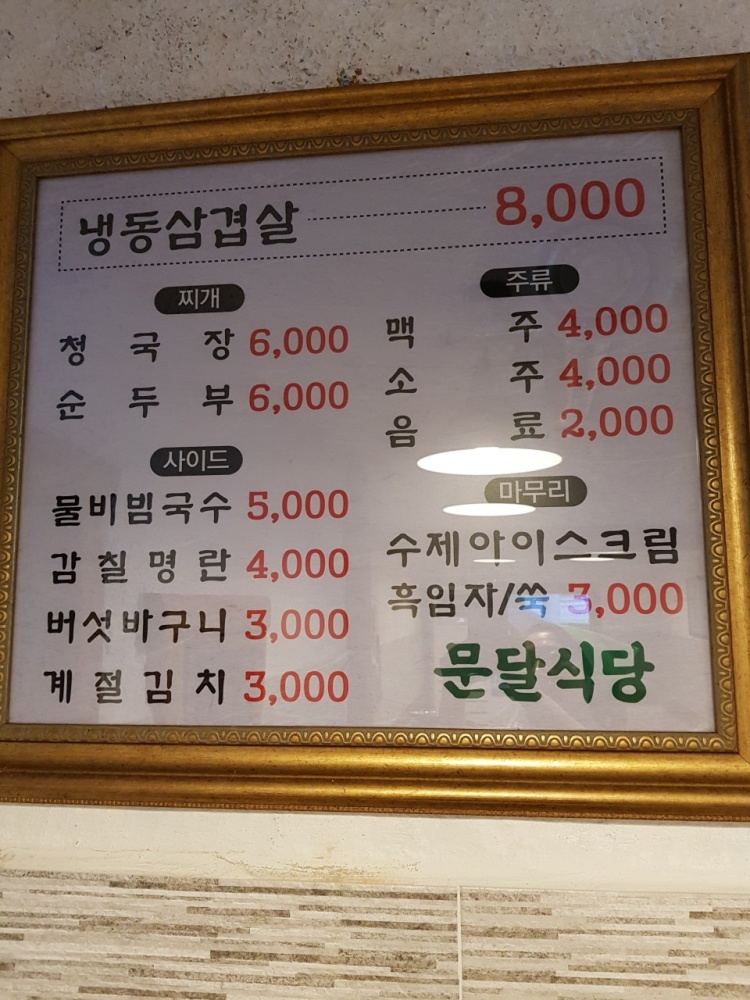 냉동삼겹살 8,000
찌개
청국장 6,000
순두부 6,000
사이드
물비빔국수 5,000
감칠명란 4,000
버섯바구니 3,000
계절김치 3,000
주류
맥주 4,000
소주 4,000
음료 2,000
마무리
수제아이스크림
흑임자/쑥 3,000
문달식당